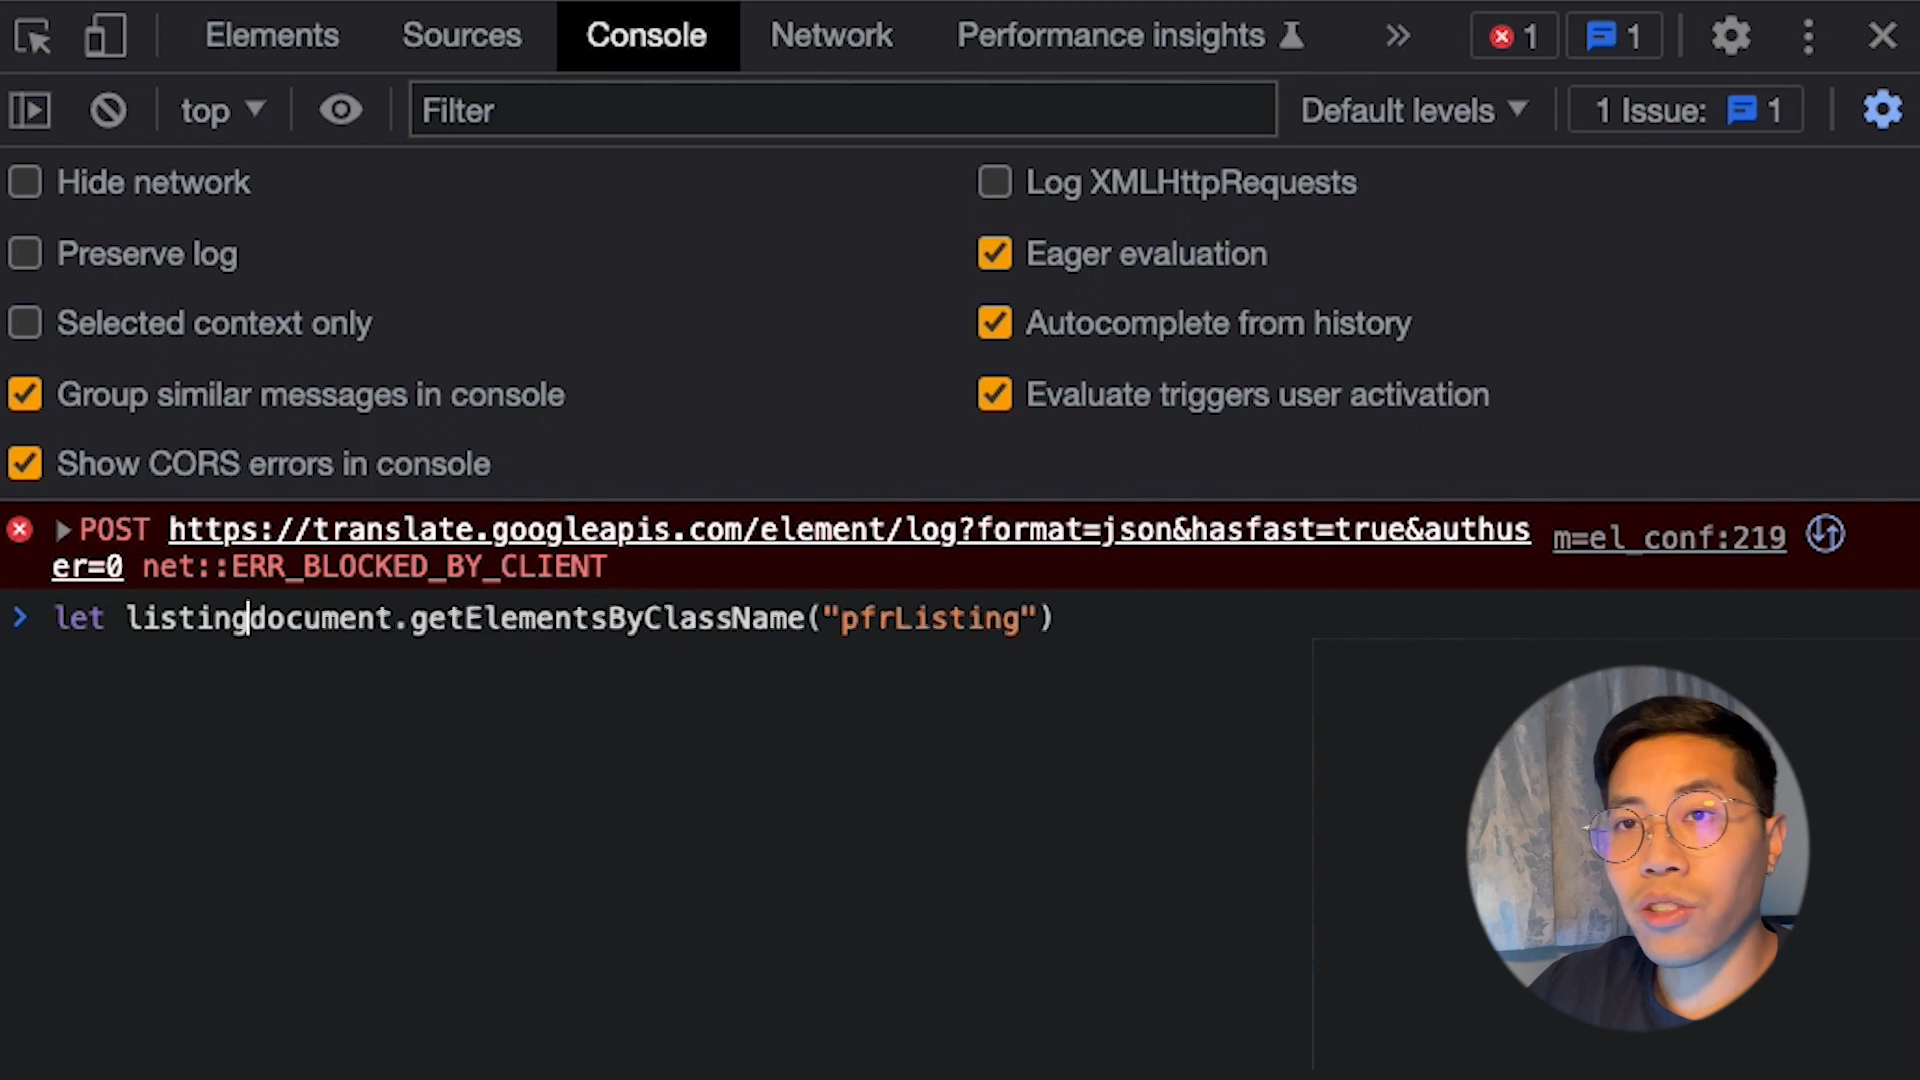 Elements Sources Console Network Performance insights 1 1
top Filter Default levels 1 Issue: 1
Hide network Log XMLHttpRequests
Preserve log Eager evaluation
Selected context only Autocomplete from history
Group similar messages in console Evaluate triggers user activation
Show CORS errors in console
POST https://translate.googleapis.com/element/log?format=json&hasfast=true&authus m=el_conf:219
er=0 net::ERR_BLOCKED_BY_CLIENT
let listingdocument.getElementsByClassName("pfrListing")